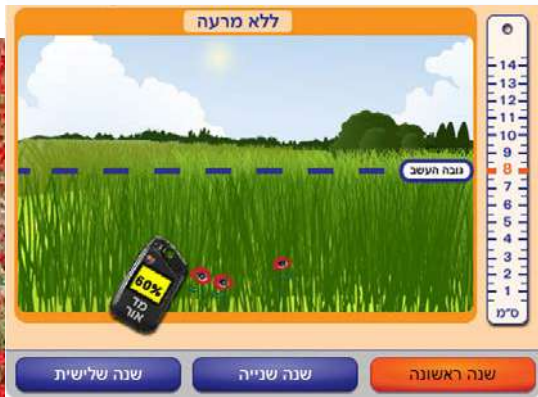 ללא מרעה
14
13
12
11
10
9
8
7
6
5
4
3
2
1
ס"מ
גובה העשב
60%
מד
אור
שנה ראשונה
שנה שנייה
שנה שלישית